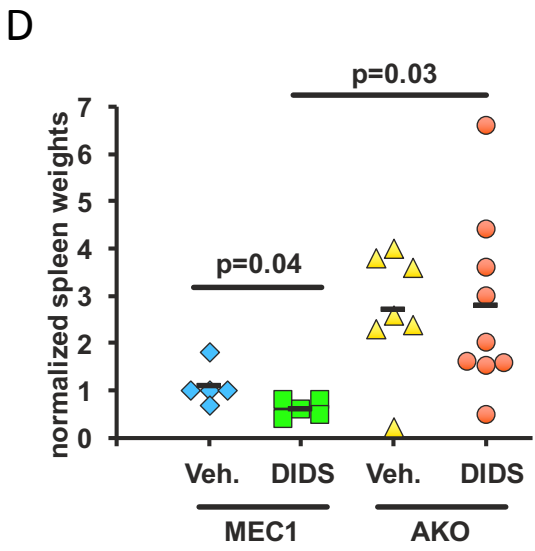 D
p=0.03
normalized spleen weights
7
6
5
4
3
2
1
0
p=0.04
Veh. DIDS Veh. DIDS
MEC1 AKO